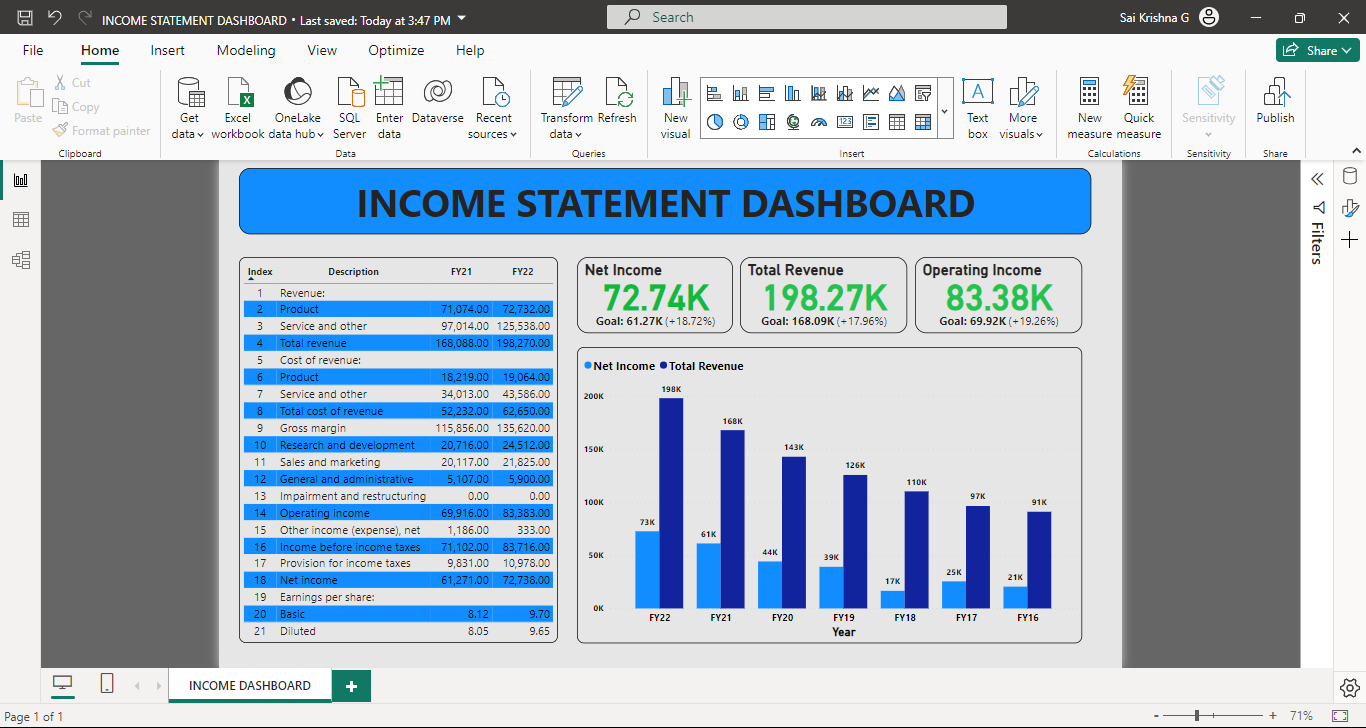 INCOME STATEMENT DASHBOARD • Last saved: Today at 3:47 PM
Search
Sai Krishna G
File Home Insert Modeling View Optimize Help
Share
Paste
Cut
Copy
Format painter
Clipboard
Get data
Excel workbook
OneLake data hub
SQL Server
Enter data
Dataverse
Recent sources
Data
Transform data
Refresh
Queries
New visual
123
Text box
More visuals
Insert
New measure
Quick measure
Calculations
Sensitivity
Sensitivity
Publish
Share
INCOME STATEMENT DASHBOARD
Index Description FY21 FY22
1 Revenue:
2 Product 71,074.00 72,732.00
3 Service and other 97,014.00 125,538.00
4 Total revenue 168,088.00 198,270.00
5 Cost of revenue:
6 Product 18,219.00 19,064.00
7 Service and other 34,013.00 43,586.00
8 Total cost of revenue 52,232.00 62,650.00
9 Gross margin 115,856.00 135,620.00
10 Research and development 20,716.00 24,512.00
11 Sales and marketing 20,117.00 21,825.00
12 General and administrative 5,107.00 5,900.00
13 Impairment and restructuring 0.00 0.00
14 Operating income 69,916.00 83,383.00
15 Other income (expense), net 1,186.00 333.00
16 Income before income taxes 71,102.00 83,716.00
17 Provision for income taxes 9,831.00 10,978.00
18 Net income 61,271.00 72,738.00
19 Earnings per share:
20 Basic 8.12 9.70
21 Diluted 8.05 9.65
Net Income
72.74K
Goal: 61.27K (+18.72%)
Total Revenue
198.27K
Goal: 168.09K (+17.96%)
Operating Income
83.38K
Goal: 69.92K (+19.26%)
Net Income Total Revenue
200K
150K
100K
50K
0K
73K 198K
61K 168K
44K 143K
39K 126K
17K 110K
25K 97K
21K 91K
FY22 FY21 FY20 FY19 FY18 FY17 FY16
Year
Filters
INCOME DASHBOARD
Page 1 of 1
- + 71%